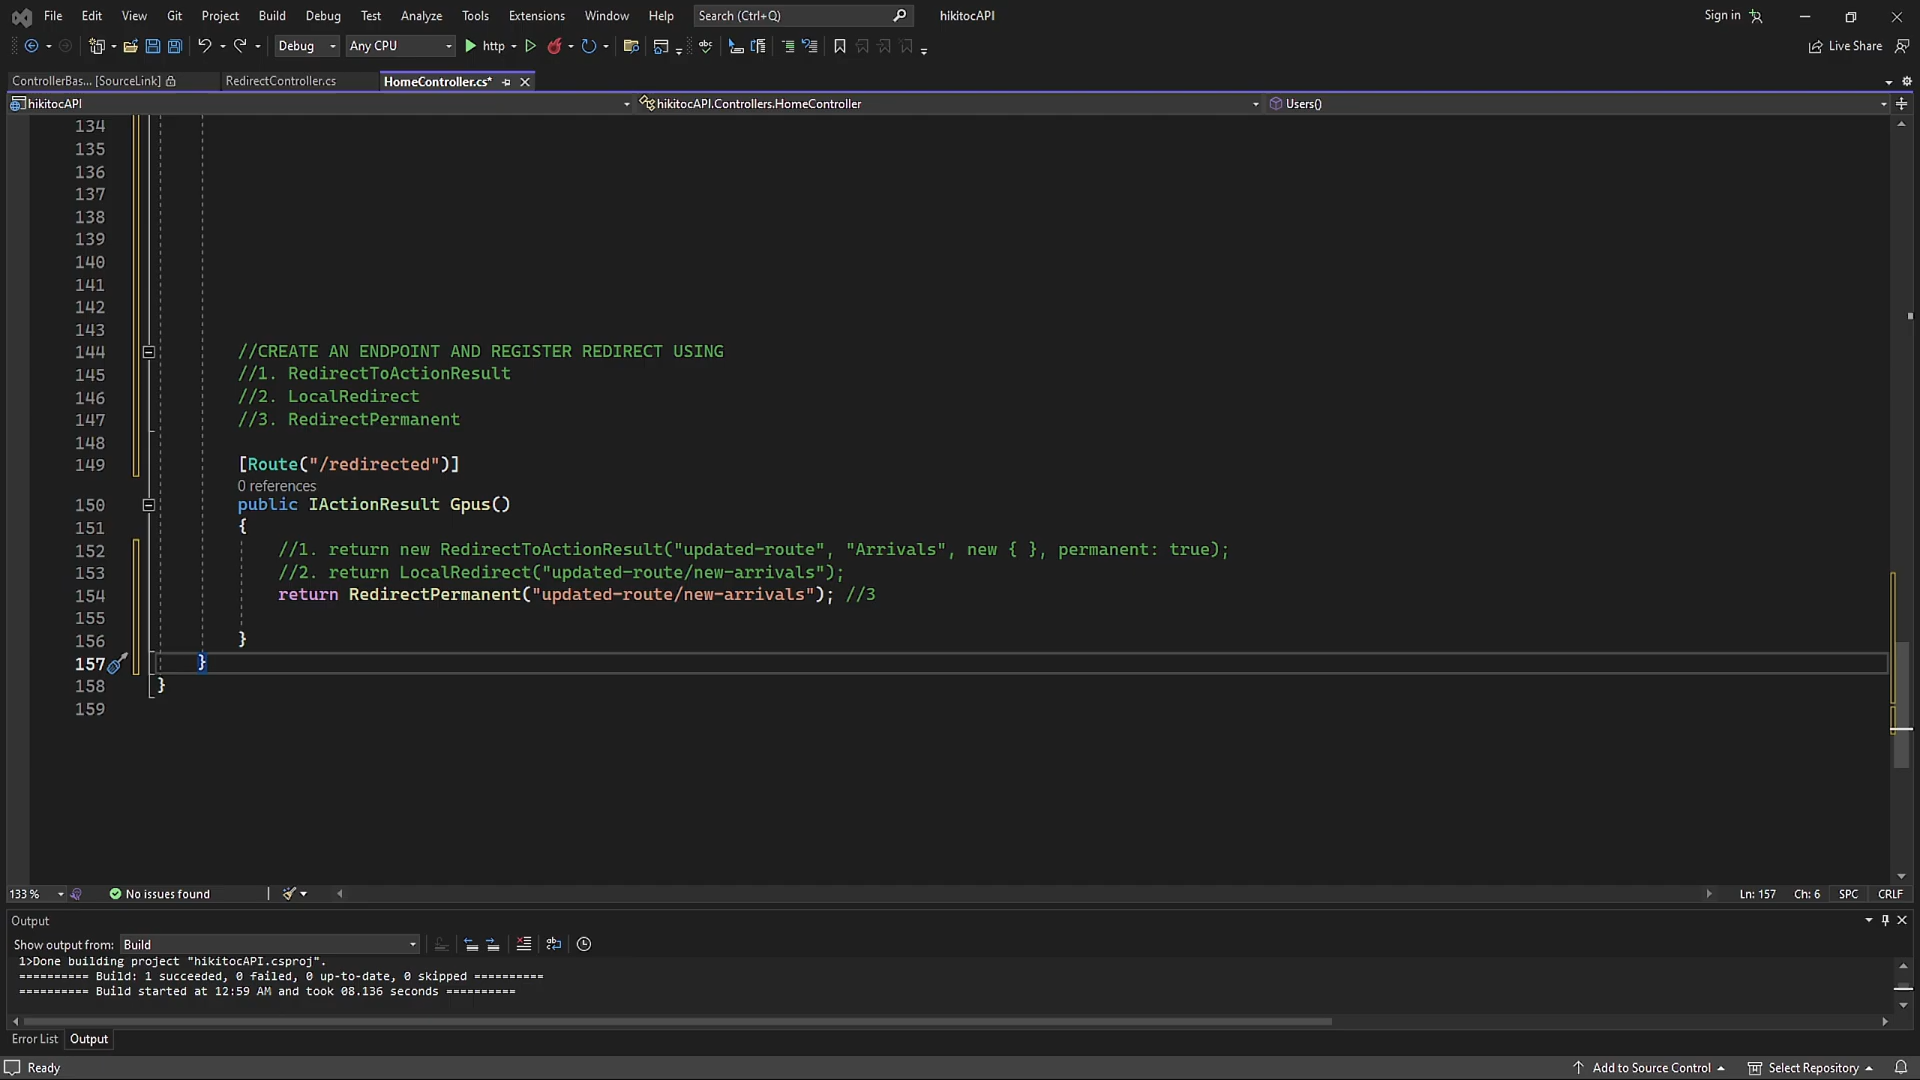 File Edit View Git Project Build Debug Test Analyze Tools Extensions Window Help Search (Ctrl+Q) hikitocAPI Sign in
Debug Any CPU http Live Share
ControllerBas... [SourceLink] RedirectController.cs HomeController.cs*
hikitocAPI hikitocAPI.Controllers.HomeController Users()
134
135
136
137
138
139
140
141
142
143
144 //CREATE AN ENDPOINT AND REGISTER REDIRECT USING
145 //1. RedirectToActionResult
146 //2. LocalRedirect
147 //3. RedirectPermanent
148
149 [Route("/redirected")]
0 references
150 public IActionResult Gpus()
151 {
152 //1. return new RedirectToActionResult("updated-route", "Arrivals", new { }, permanent: true);
153 //2. return LocalRedirect("updated-route/new-arrivals");
154 return RedirectPermanent("updated-route/new-arrivals"); //3
155
156 }
157 }
158 }
159
133 % No issues found Ln: 157 Ch: 6 SPC CRLF
Output
Show output from: Build
1>Done building project "hikitocAPI.csproj".
========== Build: 1 succeeded, 0 failed, 0 up-to-date, 0 skipped ==========
========== Build started at 12:59 AM and took 08.136 seconds ==========
Error List Output
Ready Add to Source Control Select Repository